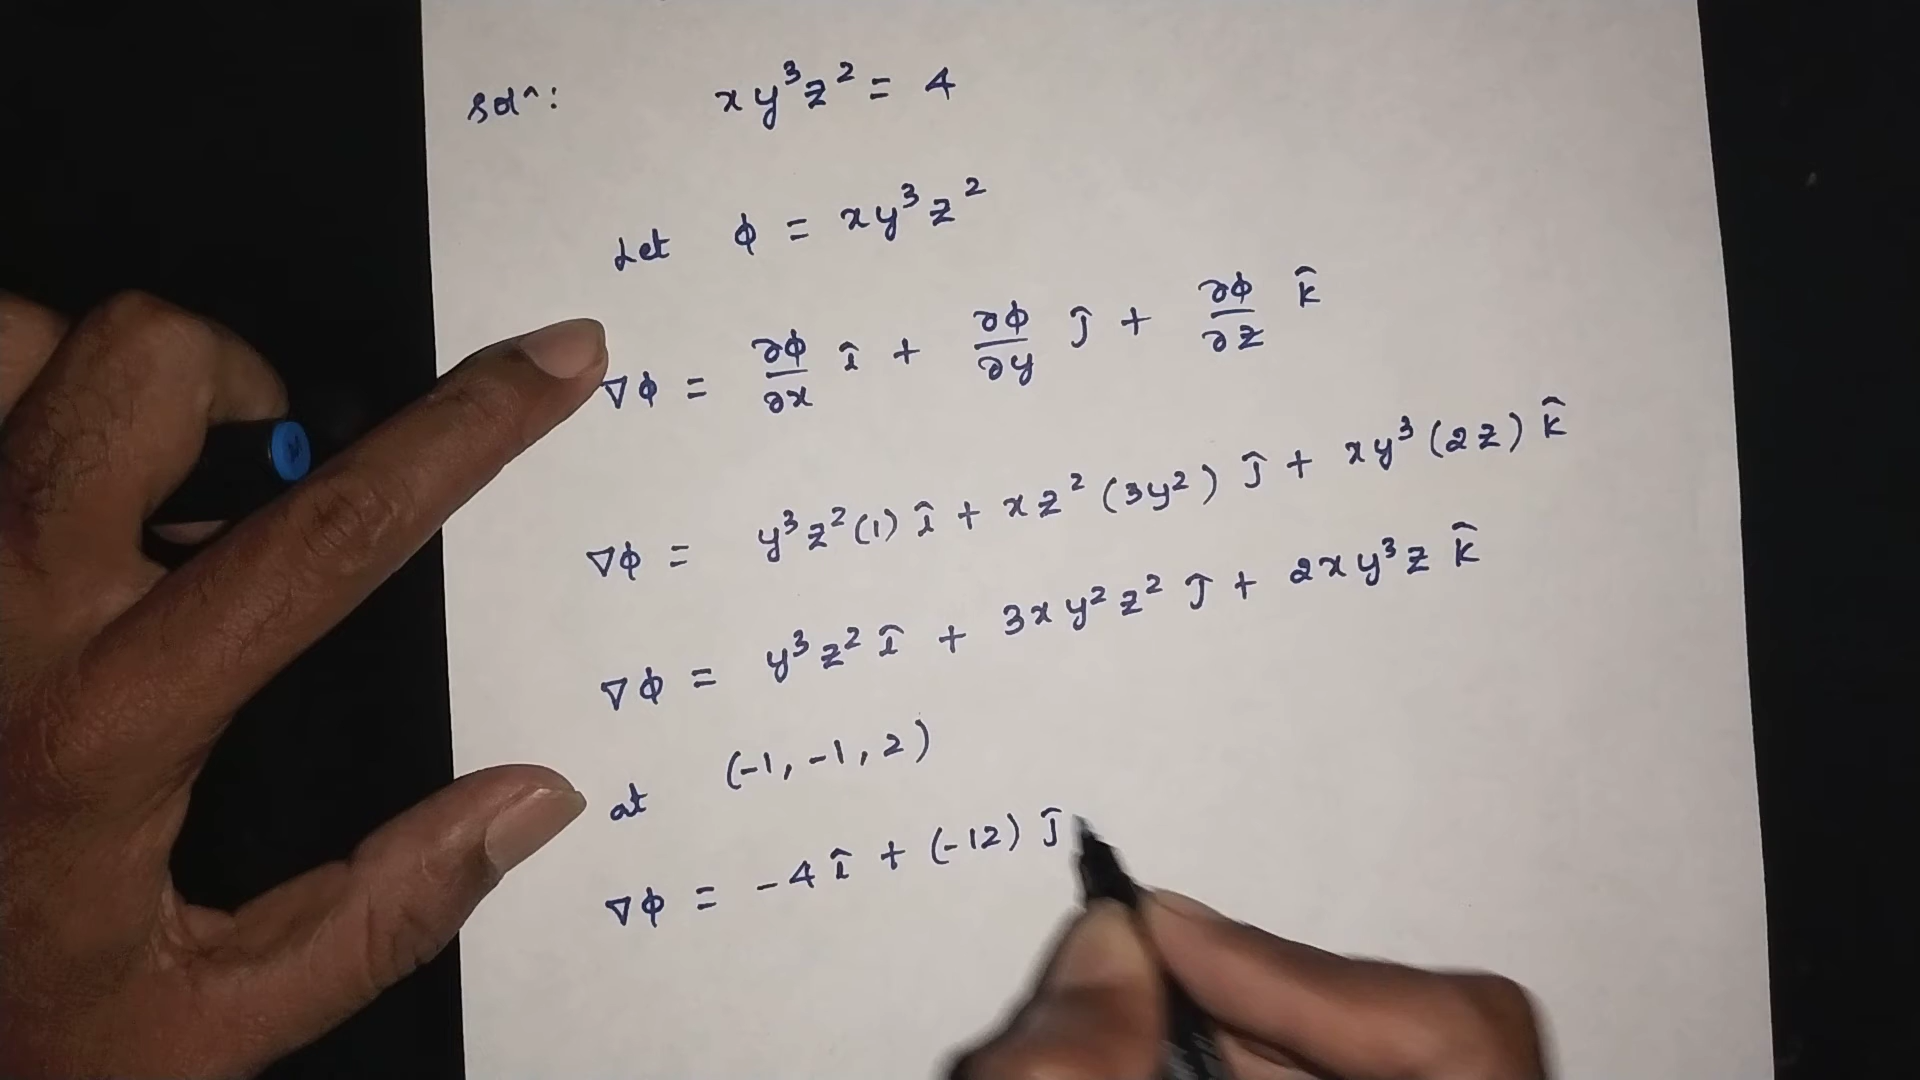 Solⁿ: xy³z² = 4
Let ϕ = xy³z²
∇ϕ = ∂ϕ/∂x î + ∂ϕ/∂y ĵ + ∂ϕ/∂z k̂
∇ϕ = y³z²(1) î + xz²(3y²) ĵ + xy³(2z) k̂
∇ϕ = y³z² î + 3xy²z² ĵ + 2xy³z k̂
at (-1, -1, 2)
∇ϕ = -4 î + (-12) ĵ